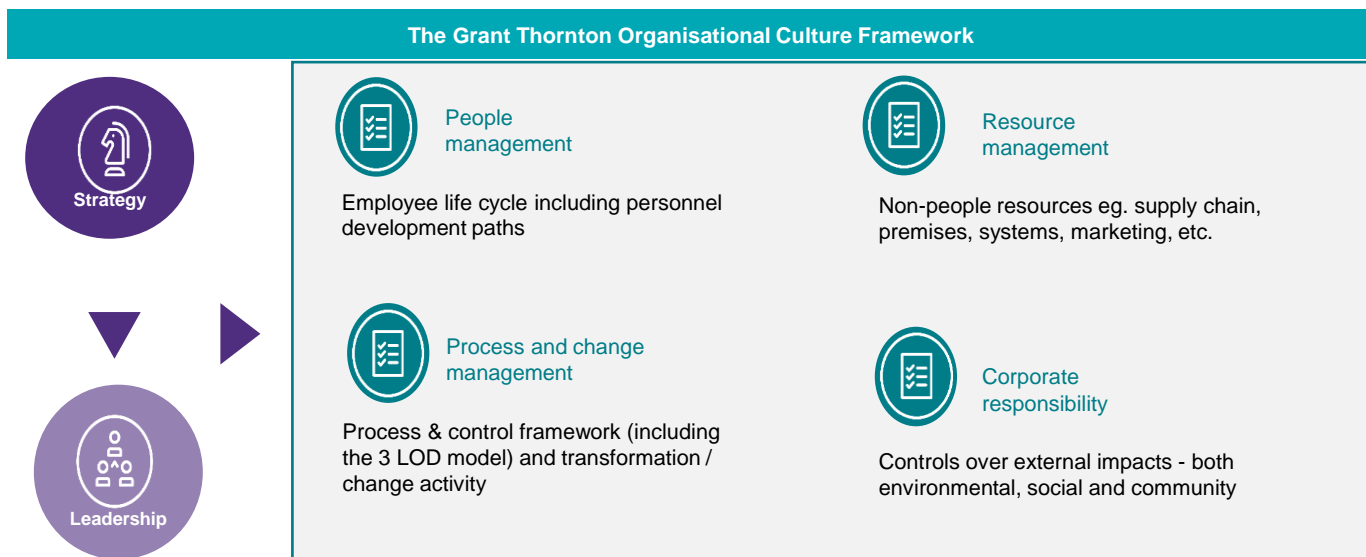 The Grant Thornton Organisational Culture Framework
Strategy
Leadership
People
management
Employee life cycle including personnel
development paths
Resource
management
Non-people resources eg. supply chain,
premises, systems, marketing, etc.
Process and change
management
Process & control framework (including
the 3 LOD model) and transformation /
change activity
Corporate
responsibility
Controls over external impacts - both
environmental, social and community